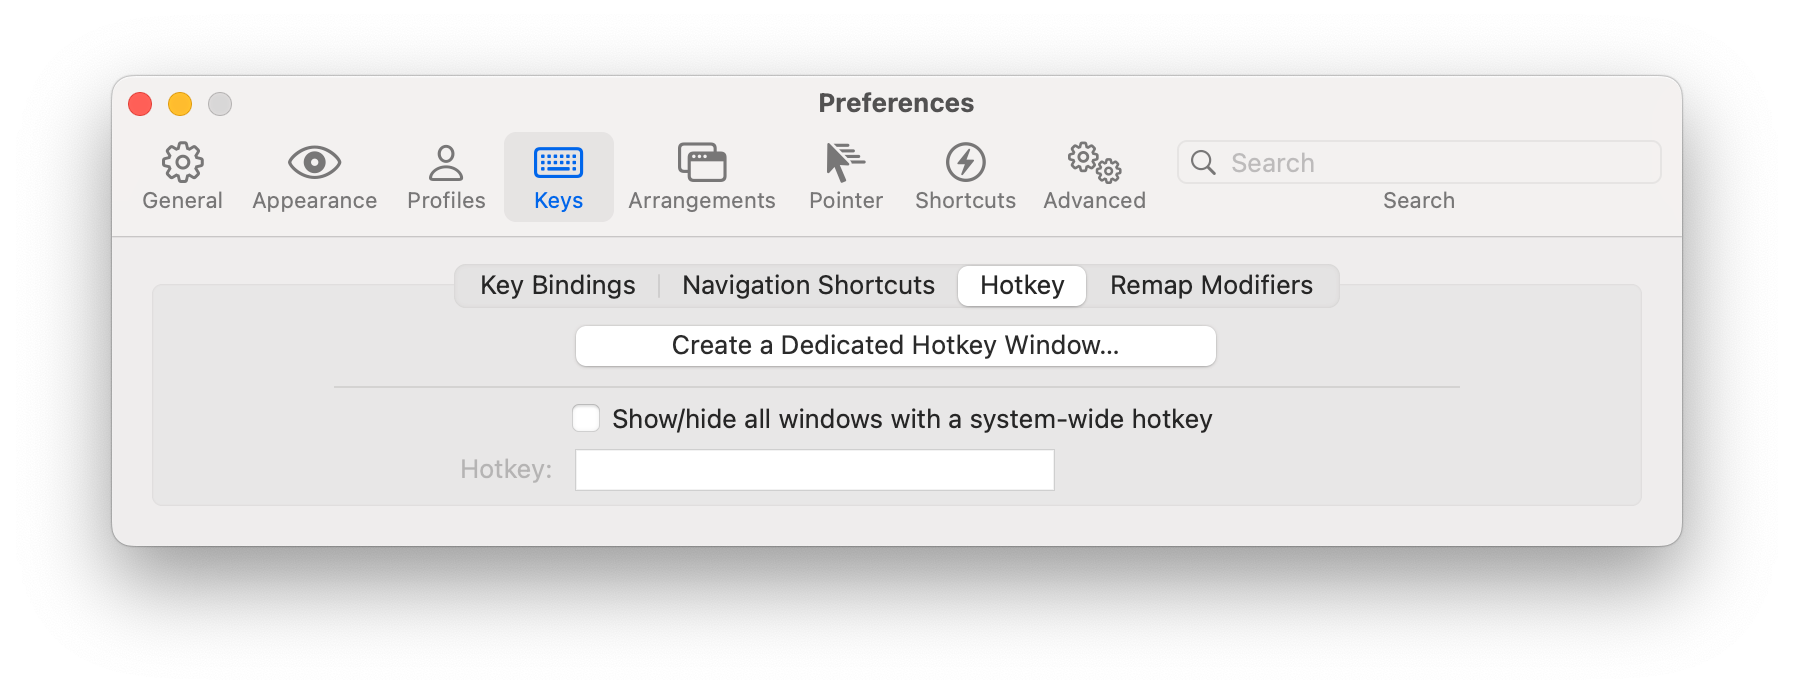 Preferences
General Appearance Profiles Keys Arrangements Pointer Shortcuts Advanced Search
Search
Key Bindings Navigation Shortcuts Hotkey Remap Modifiers
Create a Dedicated Hotkey Window...
Show/hide all windows with a system-wide hotkey
Hotkey: